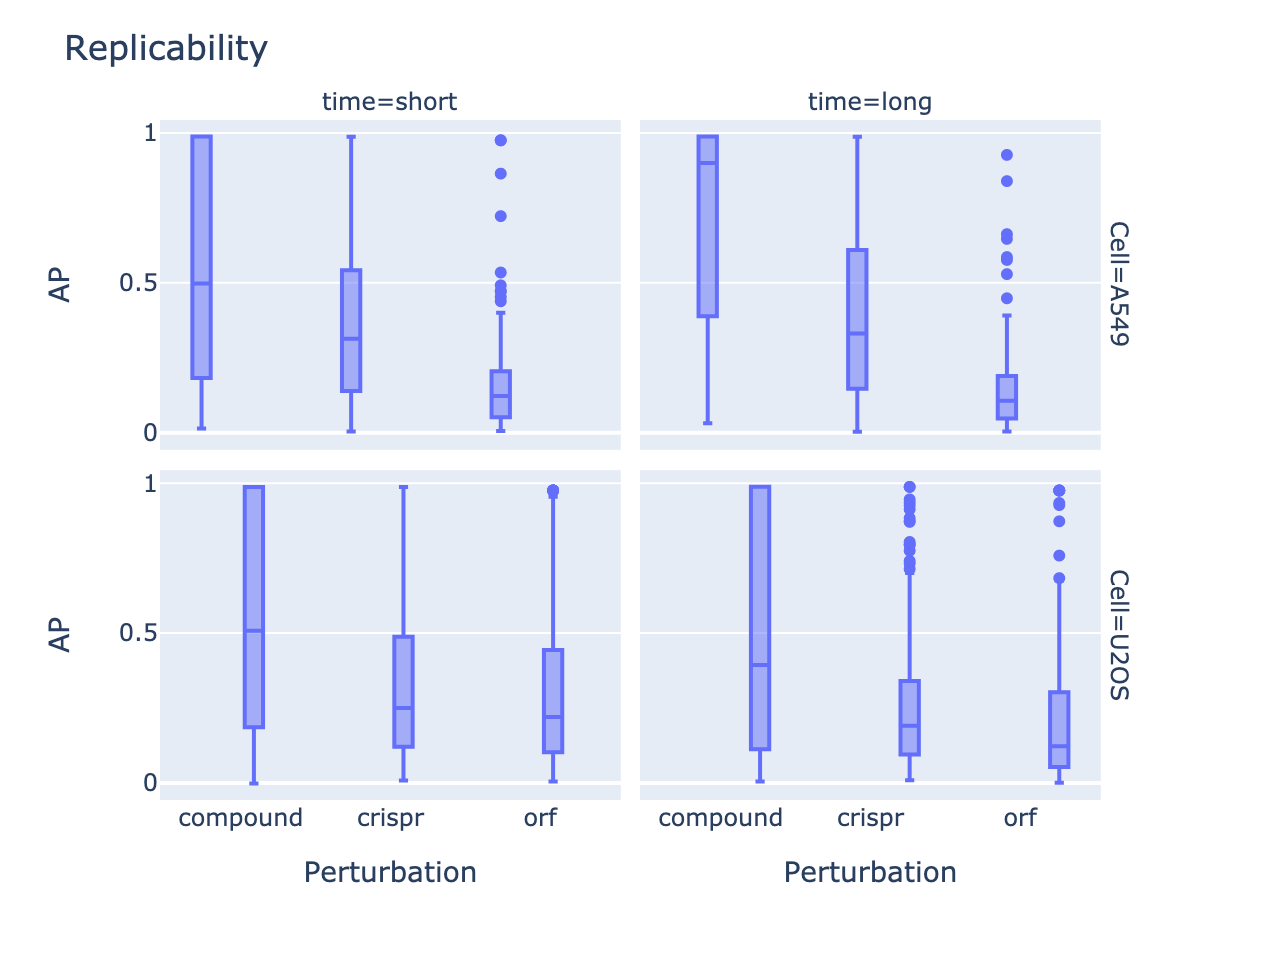 Replicability
time=short
time=long
1
0.5
0
AP
Cell=A549
1
0.5
0
AP
Cell=U2OS
compound crispr orf
compound crispr orf
Perturbation
Perturbation